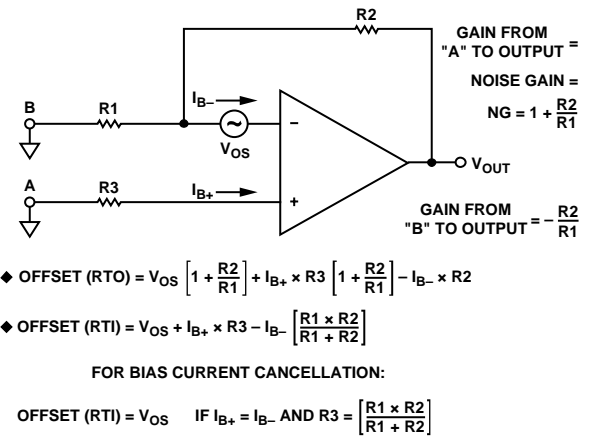 R2
GAIN FROM
"A" TO OUTPUT =
NOISE GAIN =
NG = 1 + R2/R1
B
R1
I_B–
V_OS
–
A
R3
I_B+
+
V_OUT
GAIN FROM
"B" TO OUTPUT = – R2/R1
◆ OFFSET (RTO) = V_OS [1 + R2/R1] + I_B+ × R3 [1 + R2/R1] – I_B– × R2
◆ OFFSET (RTI) = V_OS + I_B+ × R3 – I_B– [R1 × R2/R1 + R2]
FOR BIAS CURRENT CANCELLATION:
OFFSET (RTI) = V_OS IF I_B+ = I_B– AND R3 = [R1 × R2/R1 + R2]